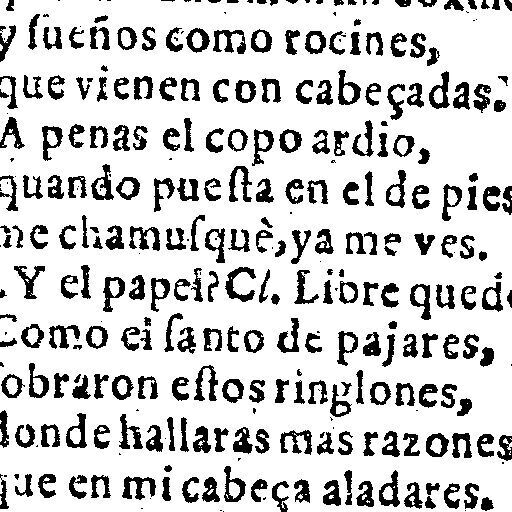 y ſueños como rocines,
que vienen con cabeçadas.
A penas el copo ardio,
quando pueſta en el de pies
me chamuſquè, ya me ves.
. Y el papel? Cl. Libre quedò
Como el ſanto de pajares,
ſobraron eſtos ringlones,
donde hallaras mas razones
que en mi cabeça aladares.